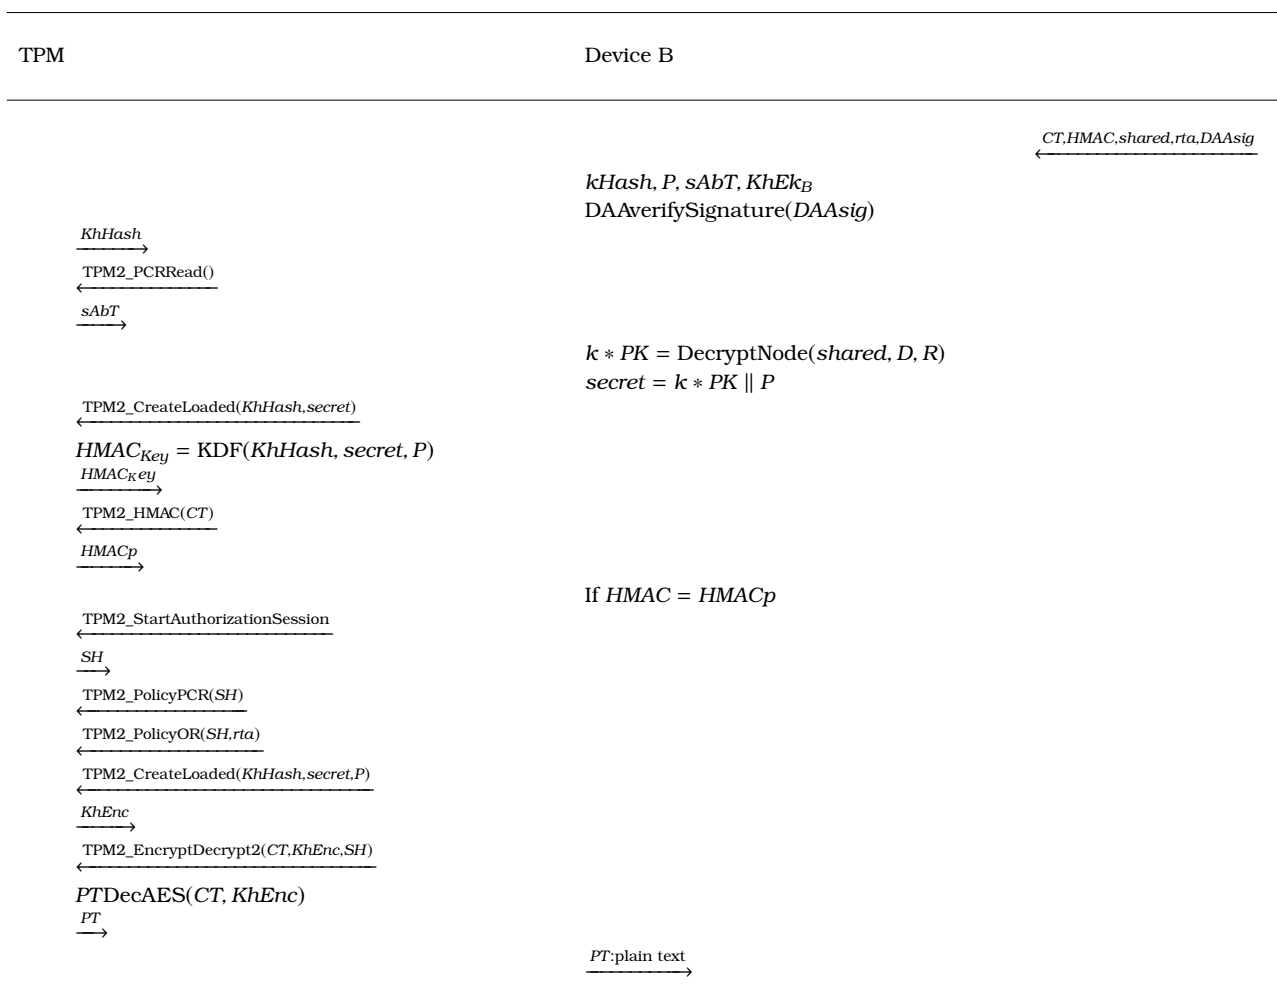 TPM Device B
CT,HMAC,shared,rta,DAAsig
kHash, P, sAbT, KhEk_B
DAAverifySignature(DAAsig)
KhHash
TPM2_PCRRead()
sAbT
k ∗ PK = DecryptNode(shared, D, R)
secret = k ∗ PK || P
TPM2_CreateLoaded(KhHash,secret)
HMAC_Key = KDF(KhHash, secret, P)
HMAC_Key
TPM2_HMAC(CT)
HMACp
If HMAC = HMACp
TPM2_StartAuthorizationSession
SH
TPM2_PolicyPCR(SH)
TPM2_PolicyOR(SH,rta)
TPM2_CreateLoaded(KhHash,secret,P)
KhEnc
TPM2_EncryptDecrypt2(CT,KhEnc,SH)
PTDecAES(CT, KhEnc)
PT
PT:plain text